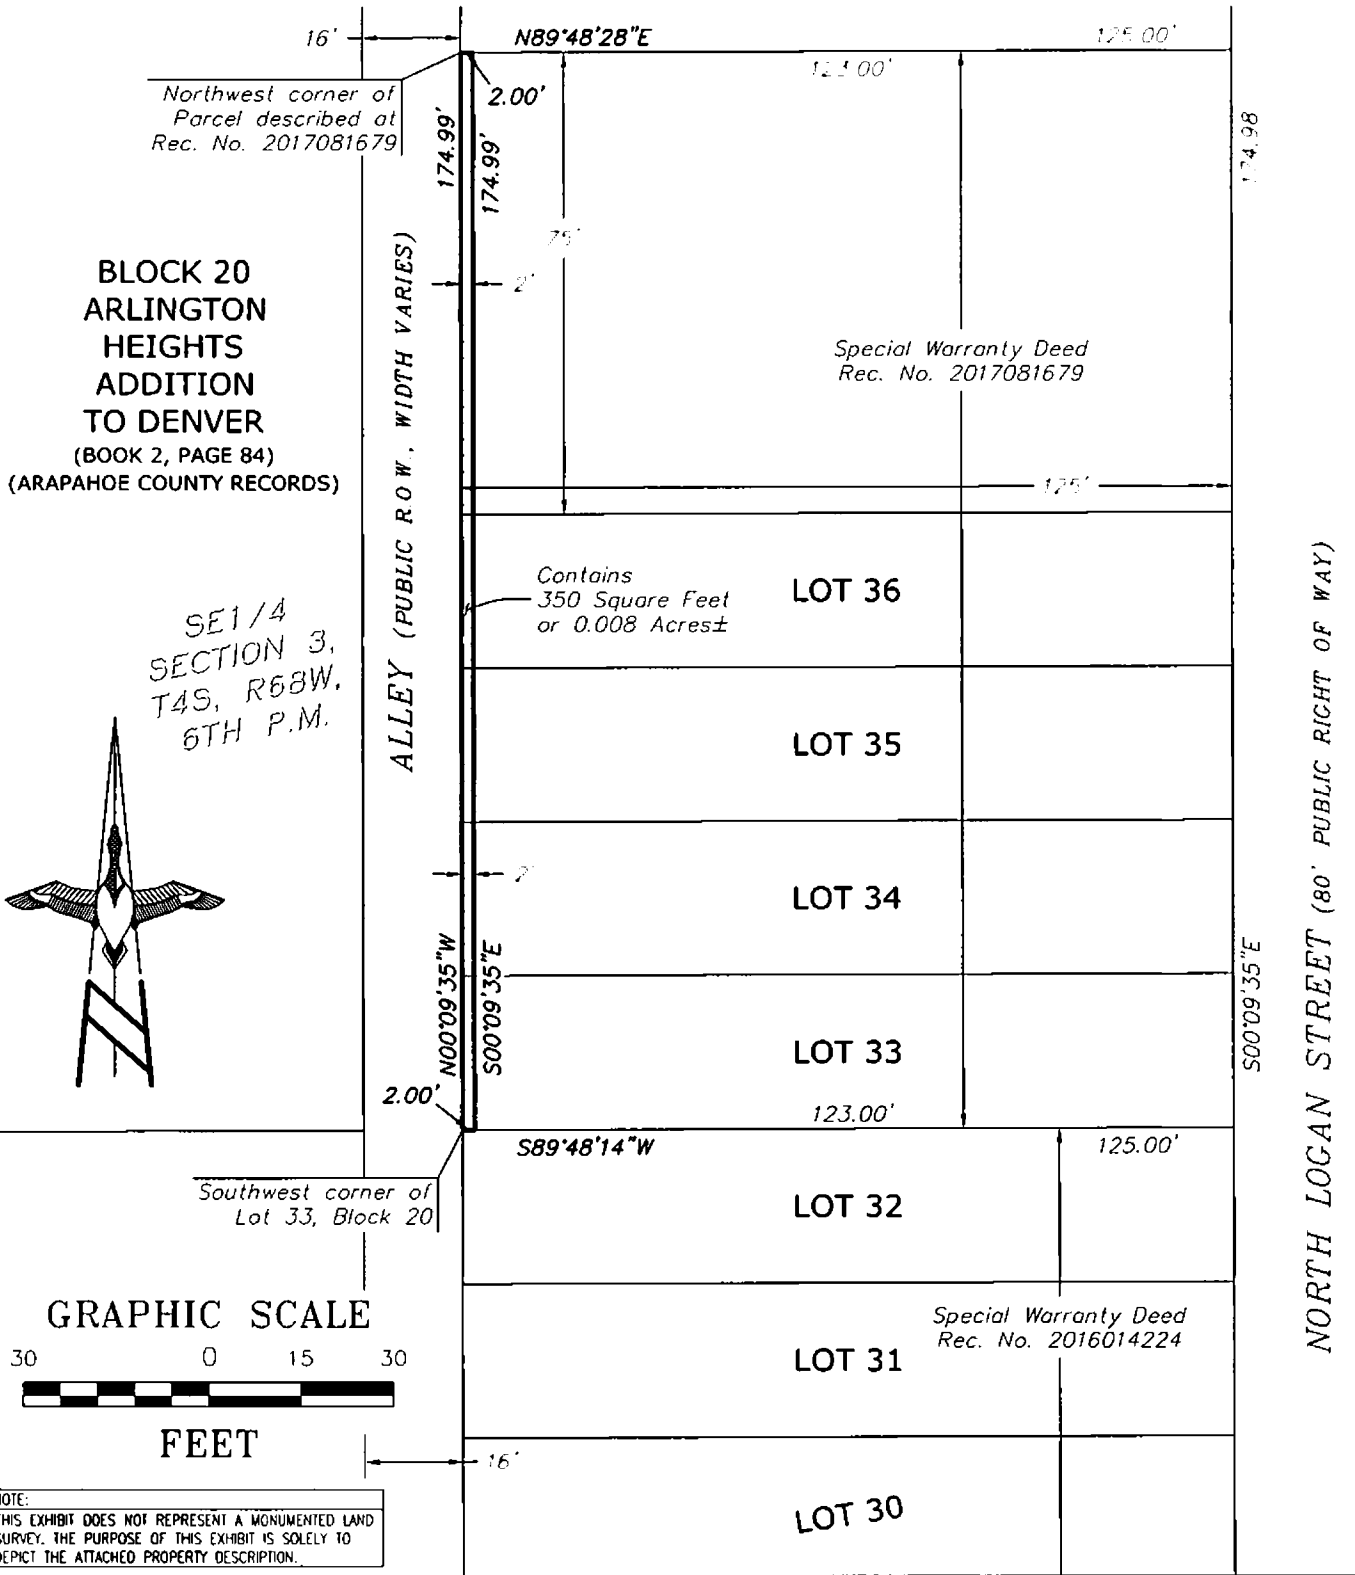 16'
N89°48'28"E
125.00'
123.00'
Northwest corner of
Parcel described at
Rec. No. 2017081679
2.00'
174.99'
174.99'
174.98
75'
2'
BLOCK 20
ARLINGTON
HEIGHTS
ADDITION
TO DENVER
(BOOK 2, PAGE 84)
(ARAPAHOE COUNTY RECORDS)
ALLEY (PUBLIC R.O.W., WIDTH VARIES)
Special Warranty Deed
Rec. No. 2017081679
125'
Contains
350 Square Feet
or 0.008 Acres±
LOT 36
SE1/4
SECTION 3,
T4S, R68W,
6TH P.M.
LOT 35
NORTH LOGAN STREET (80' PUBLIC RIGHT OF WAY)
2'
LOT 34
N00°09'35"W
S00°09'35"E
S00°09'35"E
LOT 33
2.00'
123.00'
S89°48'14"W
125.00'
Southwest corner of
Lot 33, Block 20
LOT 32
GRAPHIC SCALE
30 0 15 30
FEET
Special Warranty Deed
Rec. No. 2016014224
LOT 31
16'
LOT 30
NOTE:
THIS EXHIBIT DOES NOT REPRESENT A MONUMENTED LAND
SURVEY. THE PURPOSE OF THIS EXHIBIT IS SOLELY TO
DEPICT THE ATTACHED PROPERTY DESCRIPTION.